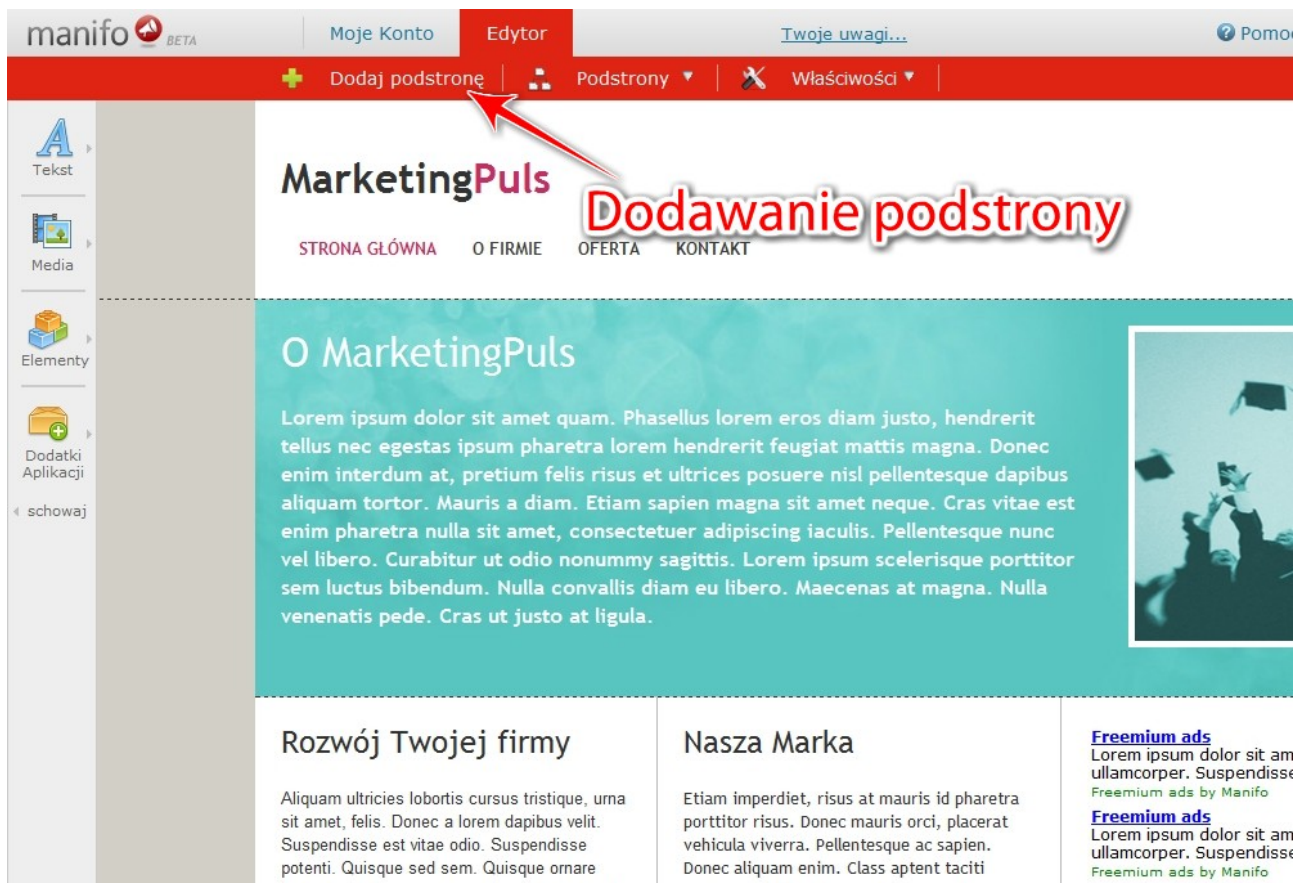 manifo BETA
Moje Konto Edytor Twoje uwagi...
Dodaj podstronę Podstrony Właściwości
Tekst
Media
Elementy
Dodatki
Aplikacji
schowaj
MarketingPuls
Dodawanie podstrony
STRONA GŁÓWNA O FIRMIE OFERTA KONTAKT
O MarketingPuls
Lorem ipsum dolor sit amet quam. Phasellus lorem eros diam justo, hendrerit
tellus nec egestas ipsum pharetra lorem hendrerit feugiat mattis magna. Donec
enim interdum at, pretium felis risus et ultrices posuere nisl pellentesque dapibus
aliquam tortor. Mauris a diam. Etiam sapien magna sit amet neque. Cras vitae est
enim pharetra nulla sit amet, consectetuer adipiscing iaculis. Pellentesque nunc
vel libero. Curabitur ut odio nonummy sagittis. Lorem ipsum scelerisque porttitor
sem luctus bibendum. Nulla convallis diam eu libero. Maecenas at magna. Nulla
venenatis pede. Cras ut justo at ligula.
Rozwój Twojej firmy
Aliquam ultricies lobortis cursus tristique, urna
sit amet, felis. Donec a lorem dapibus velit.
Suspendisse est vitae odio. Suspendisse
potenti. Quisque sed sem. Quisque ornare
Nasza Marka
Etiam imperdiet, risus at mauris id pharetra
porttitor risus. Donec mauris orci, placerat
vehicula viverra. Pellentesque ac sapien.
Donec aliquam enim. Class aptent taciti
Freemium ads
Lorem ipsum dolor sit am
ullamcorper. Suspendisse
Freemium ads by Manifo
Freemium ads
Lorem ipsum dolor sit am
ullamcorper. Suspendisse
Freemium ads by Manifo